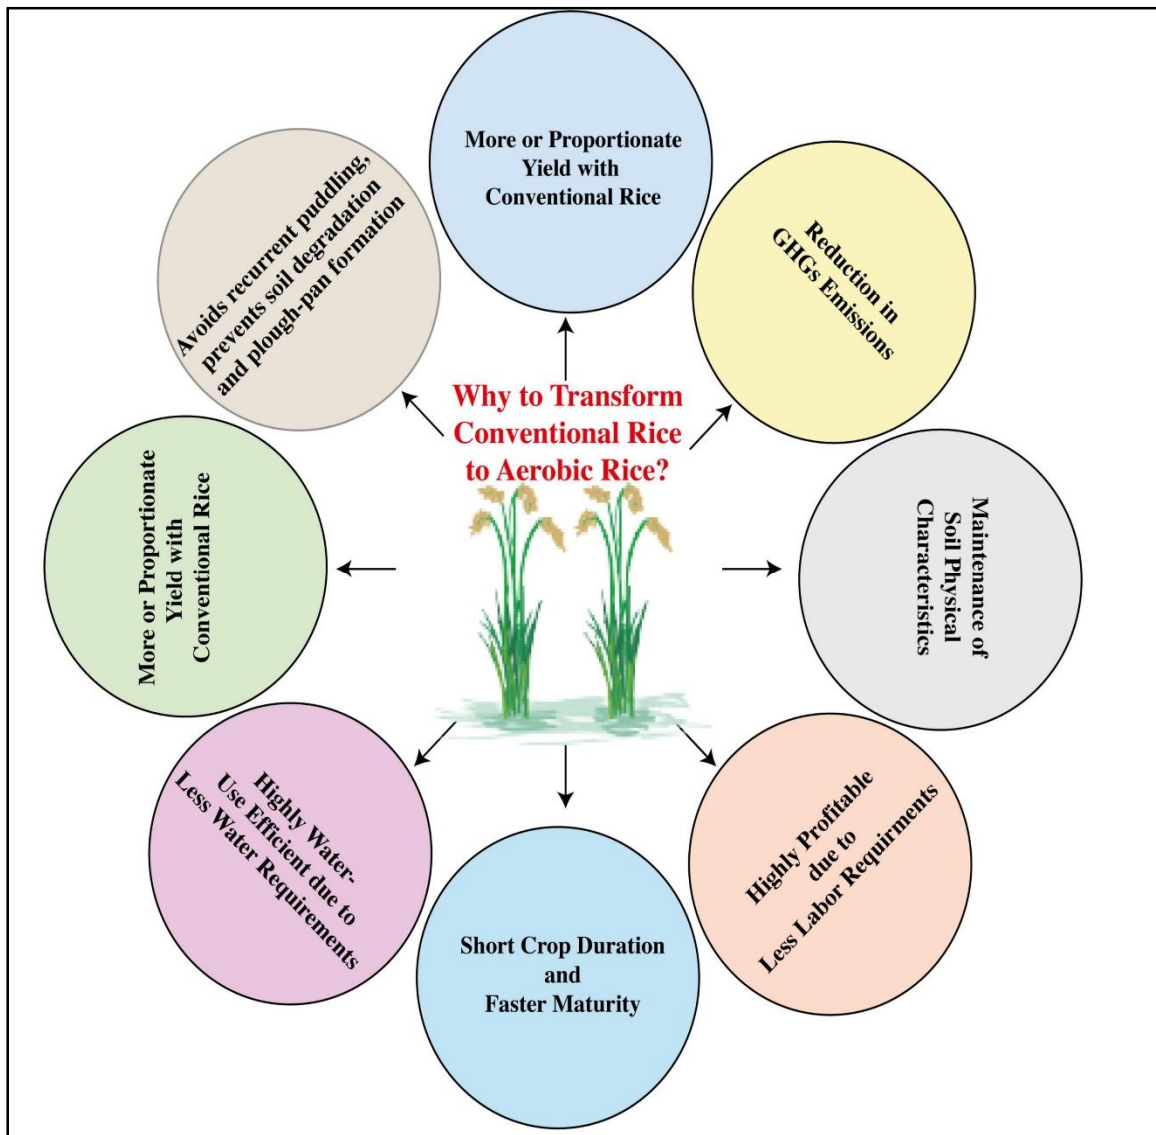 More or Proportionate
Yield with
Conventional Rice
Reduction in
GHGs Emissions
Maintenance of
Soil Physical
Characteristics
Highly Profitable
due to
Less Labor Requirments
Short Crop Duration
and
Faster Maturity
Highly Water-
Use Efficient due to
Less Water Requirements
More or Proportionate
Yield with
Conventional Rice
Avoids recurrent puddling,
prevents soil degradation
and plough-pan formation
Why to Transform
Conventional Rice
to Aerobic Rice?